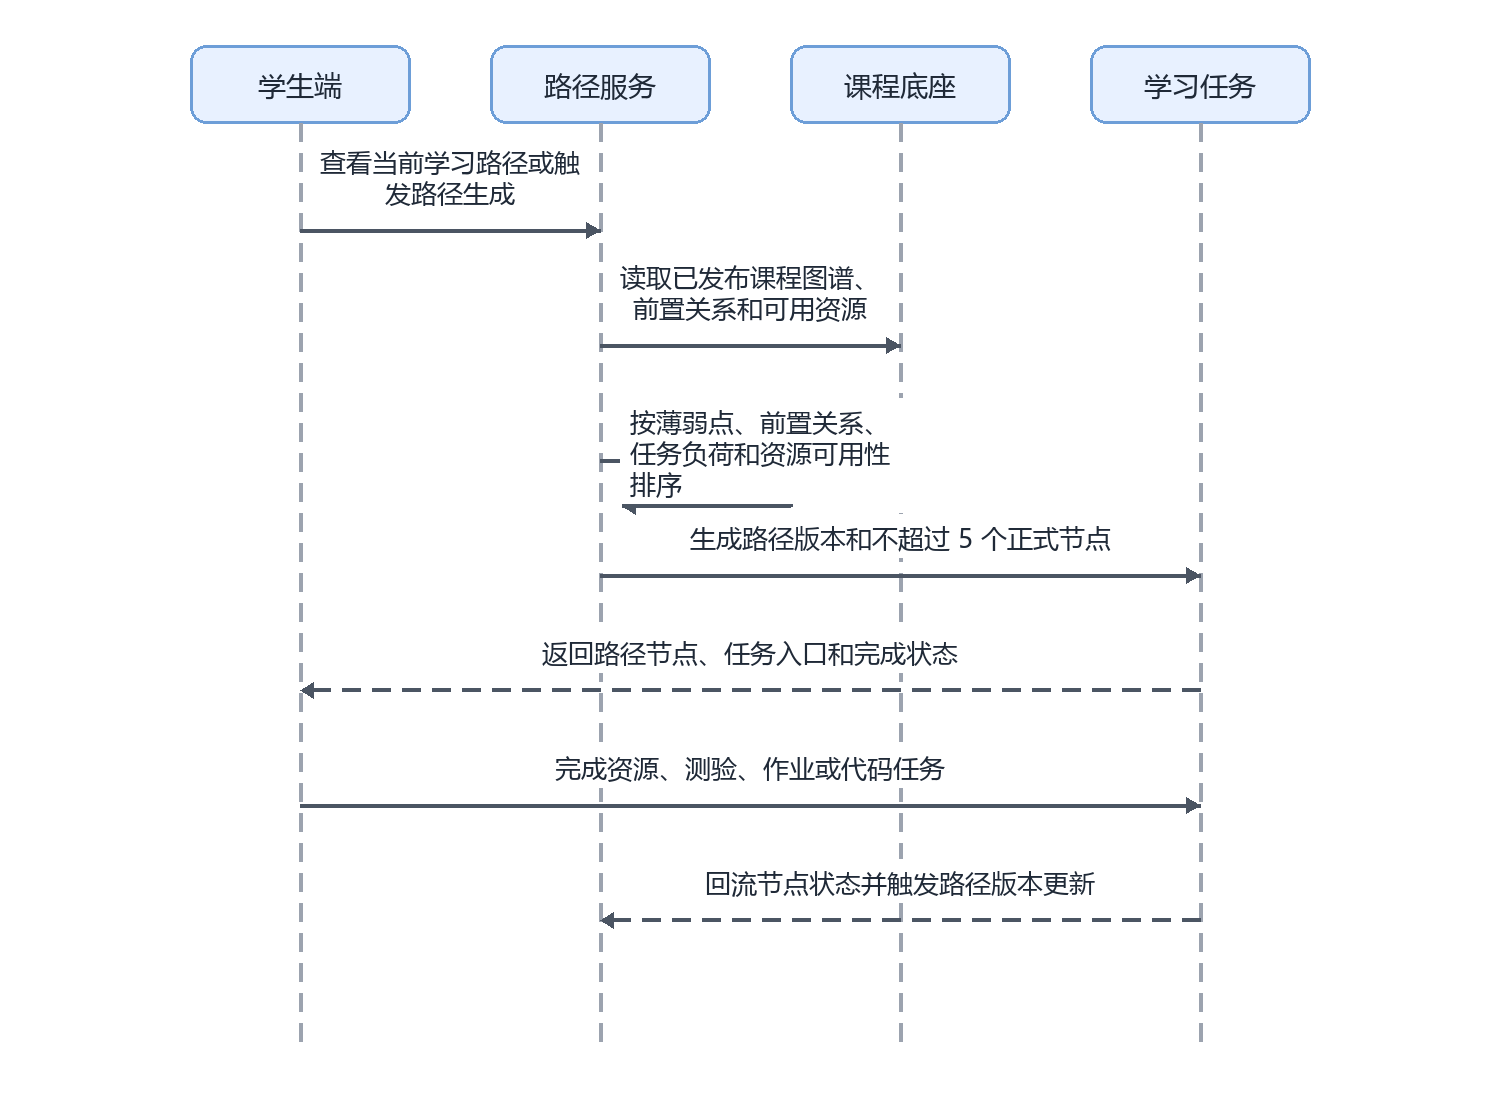 学生端
路径服务
课程底座
学习任务
查看当前学习路径或触
发路径生成
读取已发布课程图谱、
前置关系和可用资源
按薄弱点、前置关系、
任务负荷和资源可用性
排序
生成路径版本和不超过 5 个正式节点
返回路径节点、任务入口和完成状态
完成资源、测验、作业或代码任务
回流节点状态并触发路径版本更新